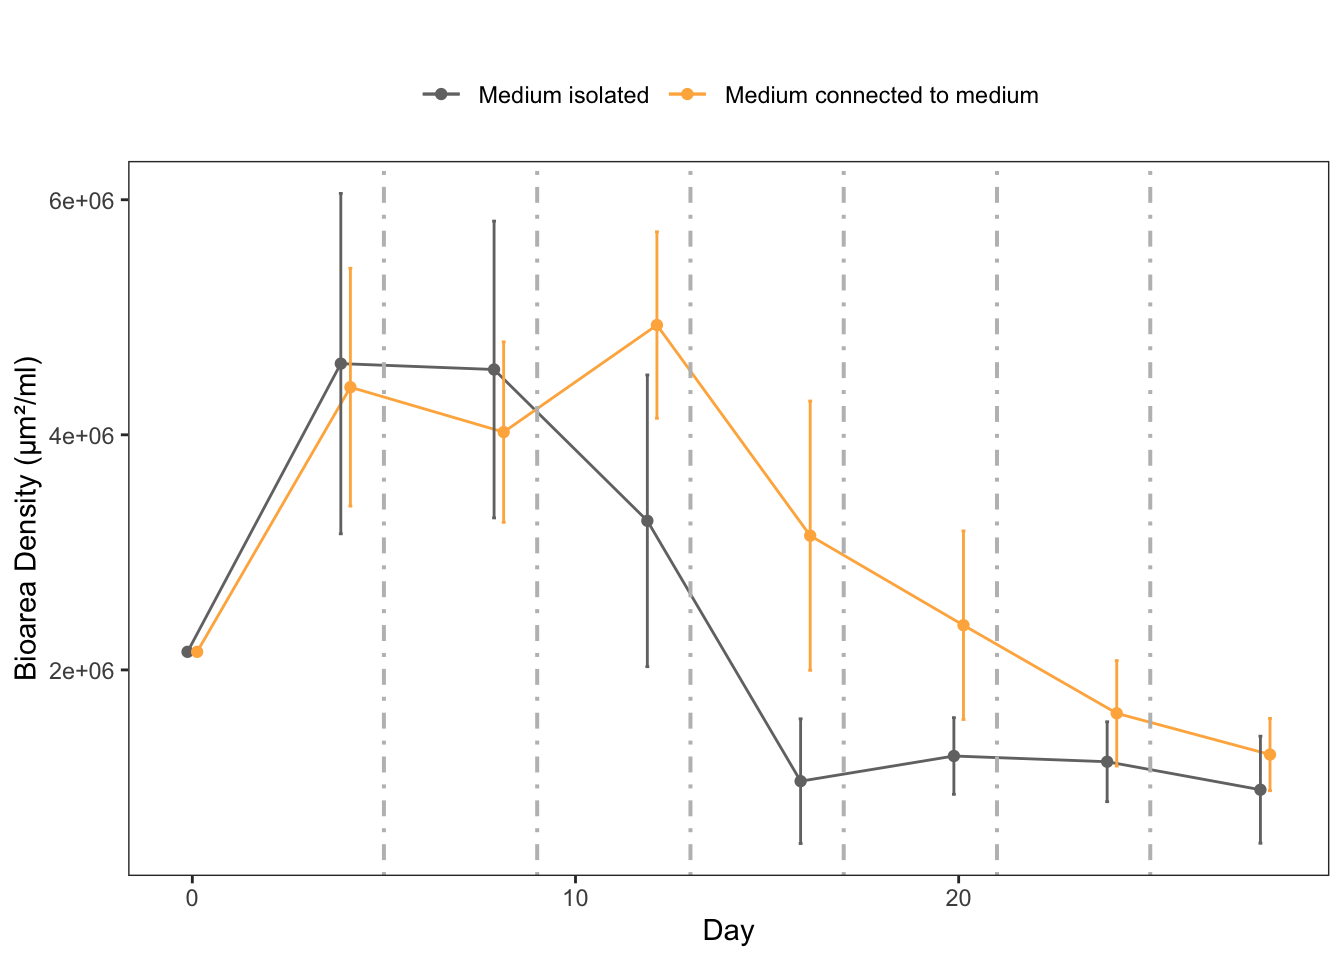 Medium isolated Medium connected to medium
6e+06
4e+06
2e+06
Bioarea Density (µm²/ml)
0 10 20
Day